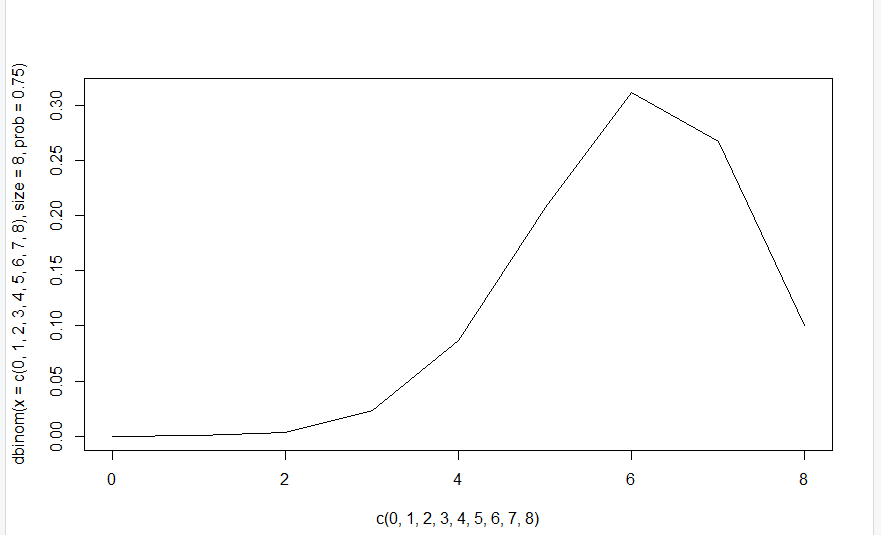 dbinom(x = c(0, 1, 2, 3, 4, 5, 6, 7, 8), size = 8, prob = 0.75)
0.30
0.25
0.20
0.15
0.10
0.05
0.00
0 2 4 6 8
c(0, 1, 2, 3, 4, 5, 6, 7, 8)